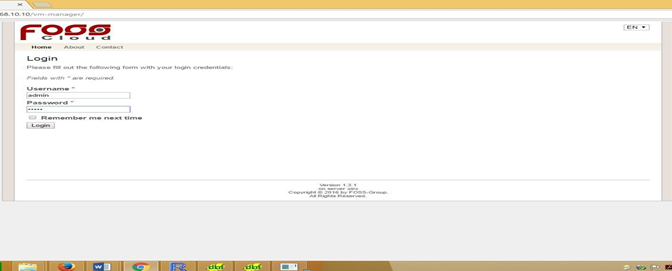 68.10.10/vm-manager/
FOSS
Cloud
EN
Home About Contact
Login
Please fill out the following form with your login credentials:
Fields with * are required.
Username *
admin
Password *
•••••
Remember me next time
Login
Version 1.3.1
on server
Copyright © 2016 by FOSS-Group.
All Rights Reserved.